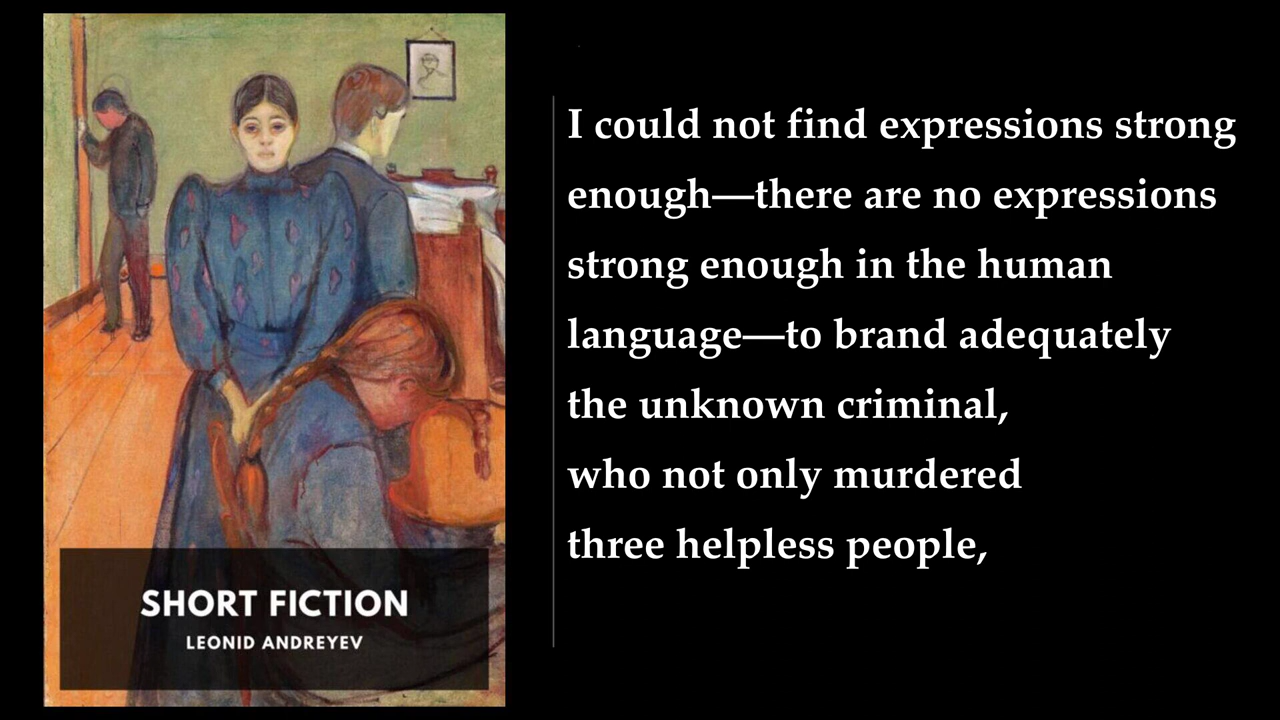 SHORT FICTION
LEONID ANDREYEV
I could not find expressions strong
enough—there are no expressions
strong enough in the human
language—to brand adequately
the unknown criminal,
who not only murdered
three helpless people,